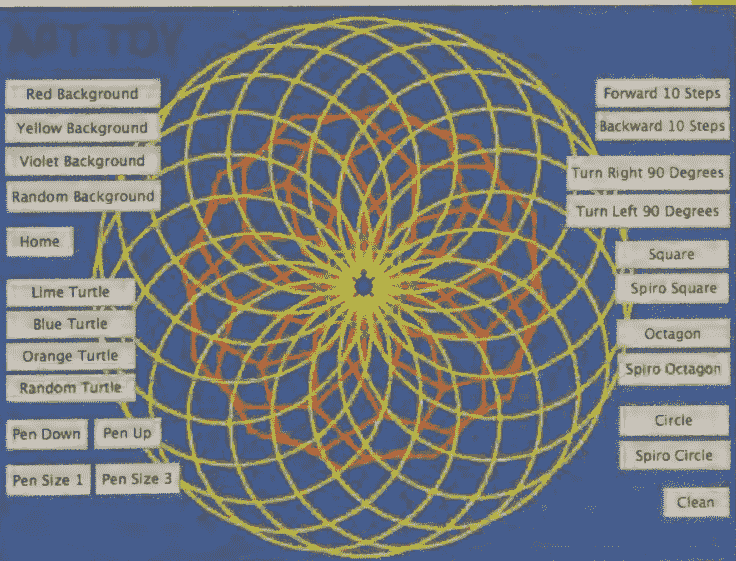 ART TOY
Red Background
Yellow Background
Violet Background
Random Background
Home
Lime Turtle
Blue Turtle
Orange Turtle
Random Turtle
Pen Down
Pen Up
Pen Size 1
Pen Size 3
Forward 10 Steps
Backward 10 Steps
Turn Right 90 Degrees
Turn Left 90 Degrees
Square
Spiro Square
Octagon
Spiro Octagon
Circle
Spiro Circle
Clean